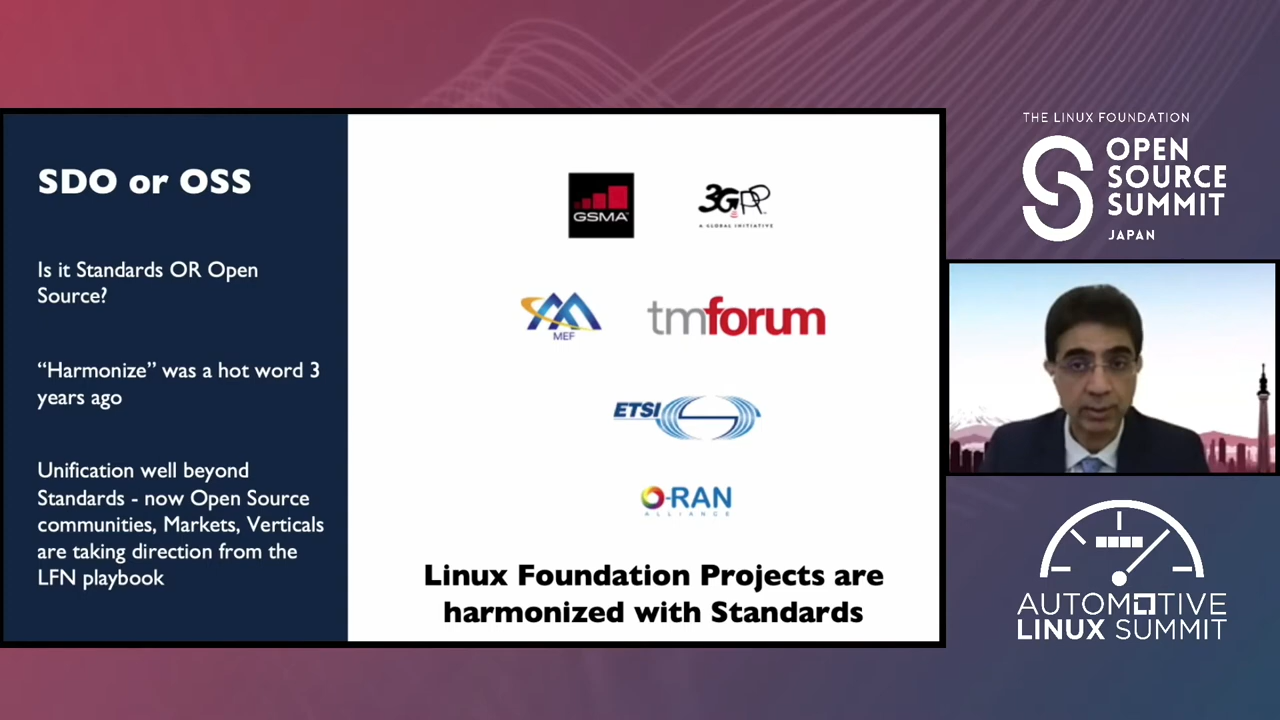 SDO or OSS
Is it Standards OR Open
Source?
“Harmonize” was a hot word 3
years ago
Unification well beyond
Standards - now Open Source
communities, Markets, Verticals
are taking direction from the
LFN playbook
GSMA
3GPP
A GLOBAL INITIATIVE
MEF
tmforum
ETSI
O-RAN
ALLIANCE
Linux Foundation Projects are
harmonized with Standards
THE LINUX FOUNDATION
OPEN
SOURCE
SUMMIT
JAPAN
AUTOMOTIVE
LINUX SUMMIT